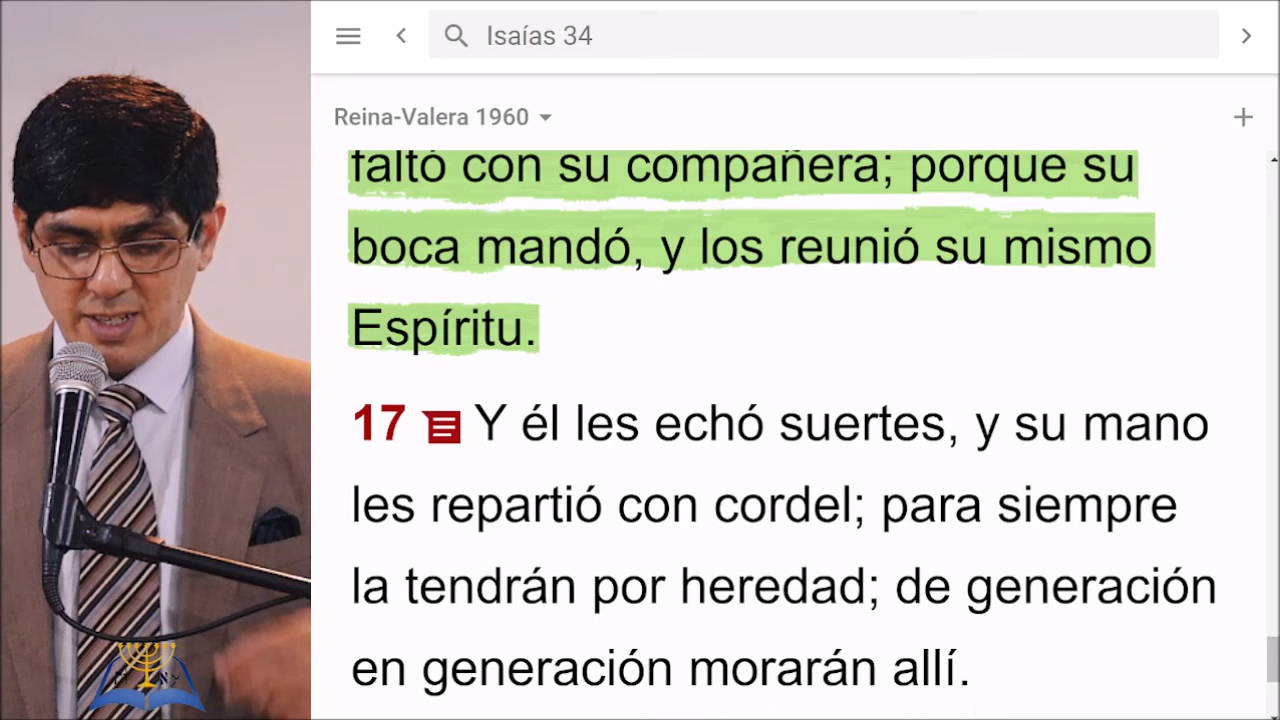 Isaías 34
Reina-Valera 1960
faltó con su compañera; porque su
boca mandó, y los reunió su mismo
Espíritu.
17 Y él les echó suertes, y su mano
les repartió con cordel; para siempre
la tendrán por heredad; de generación
en generación morarán allí.